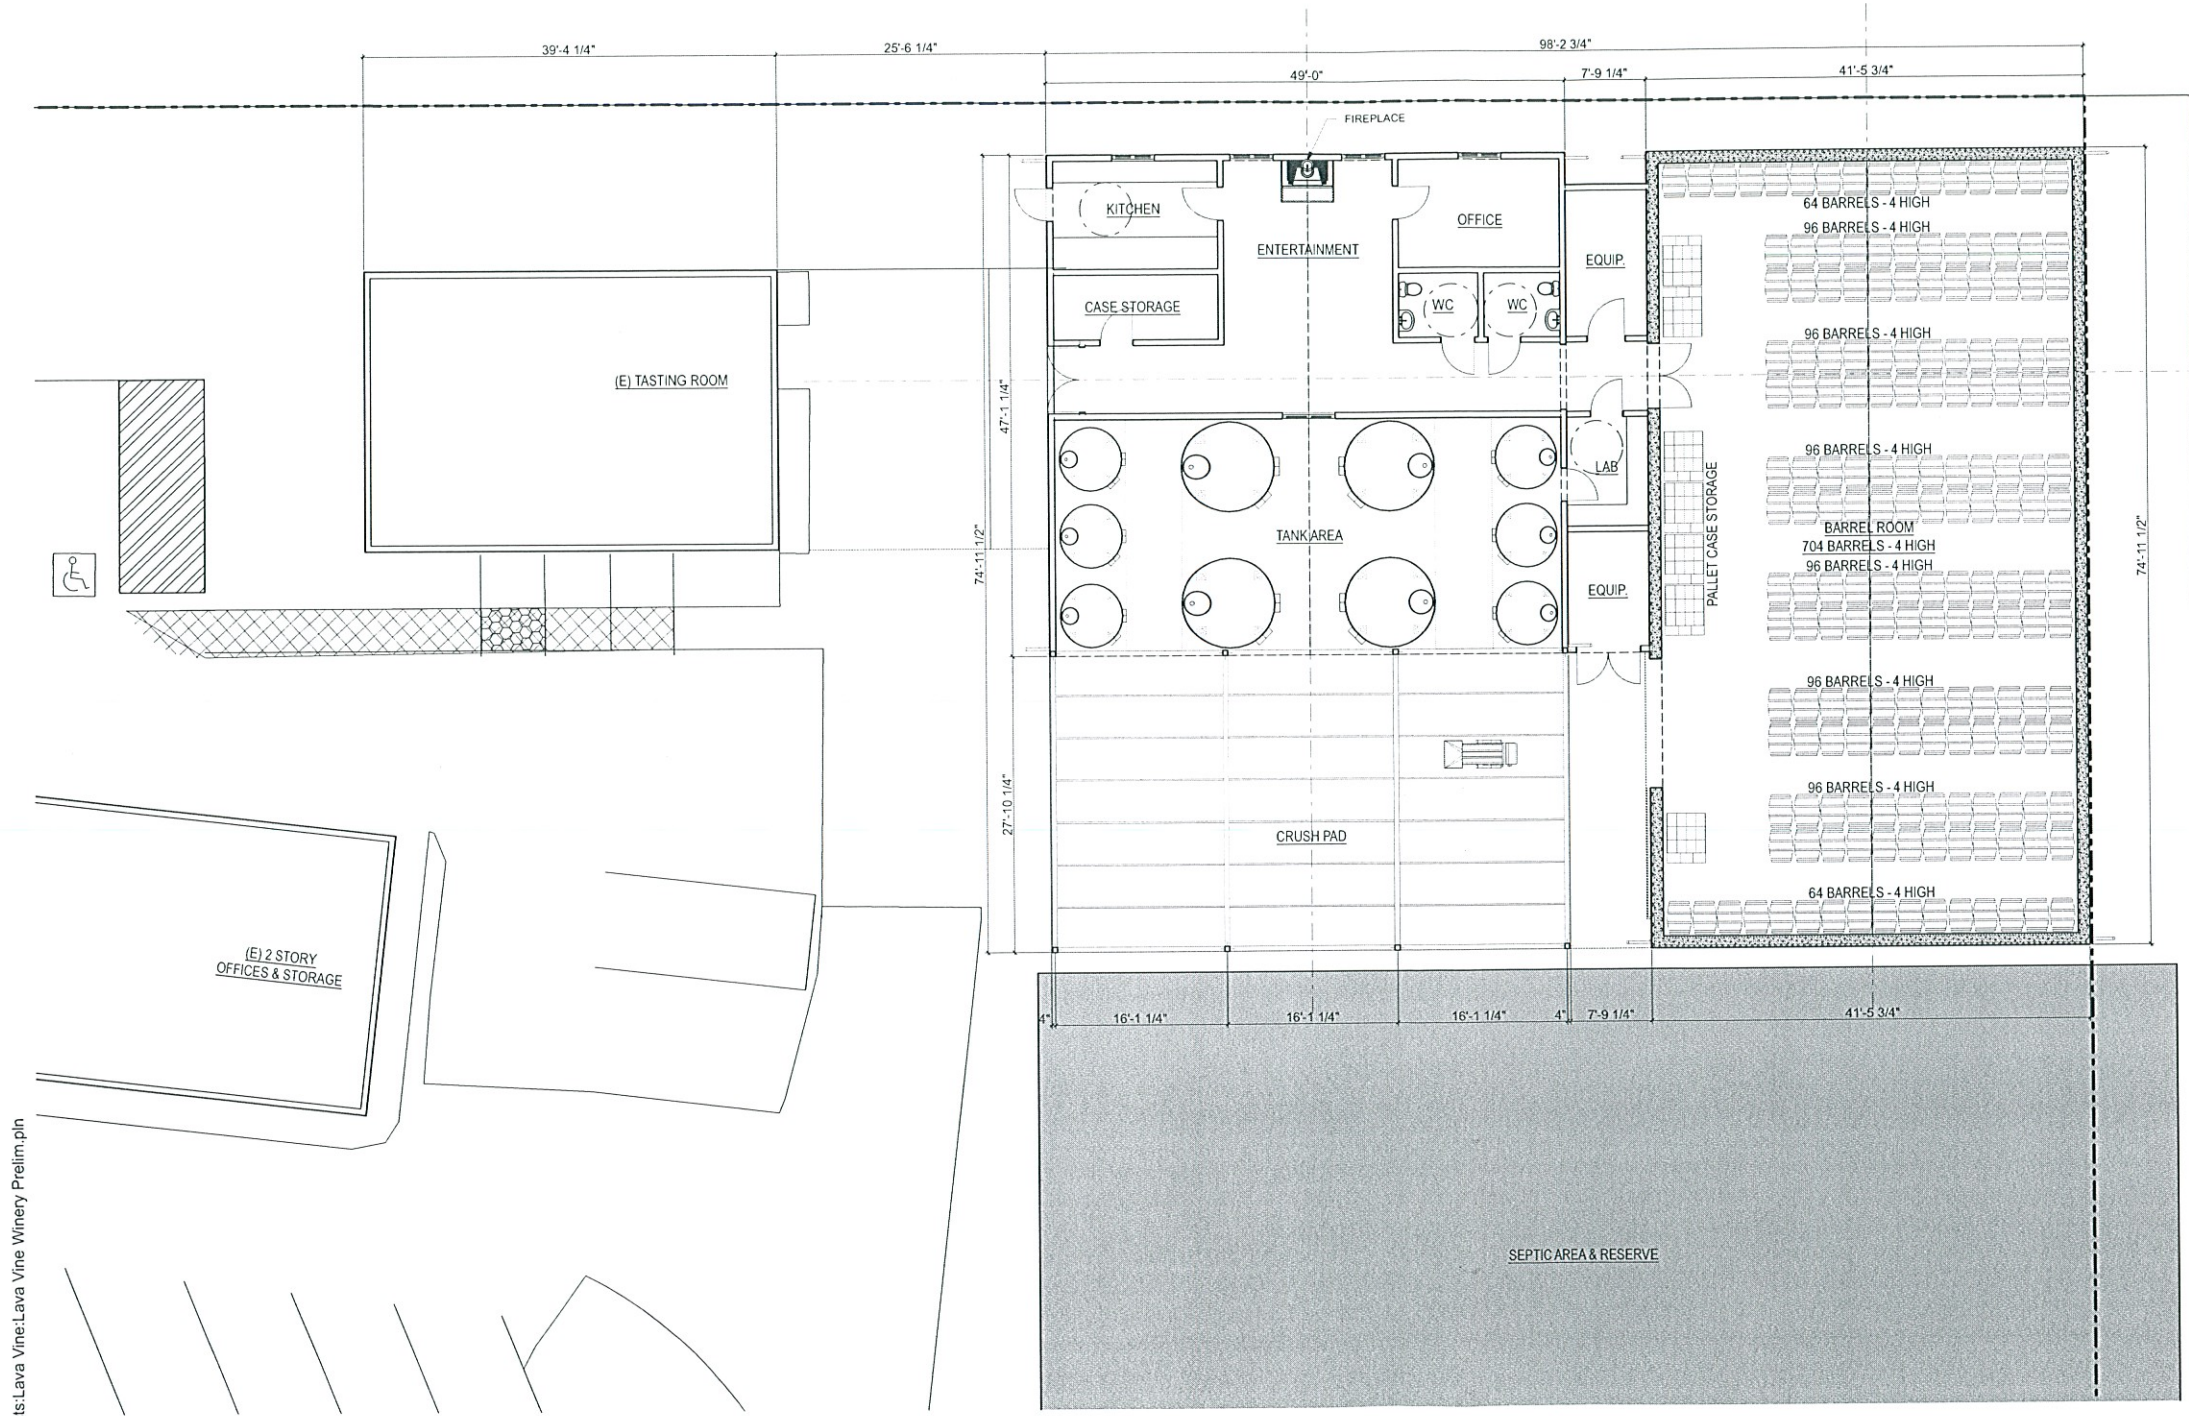 39'-4 1/4"
25'-6 1/4"
98'-2 3/4"
49'-0"
7'-9 1/4"
41'-5 3/4"
FIREPLACE
KITCHEN
ENTERTAINMENT
OFFICE
EQUIP.
CASE STORAGE
WC
WC
64 BARRELS - 4 HIGH
96 BARRELS - 4 HIGH
96 BARRELS - 4 HIGH
(E) TASTING ROOM
47'-1 1/4"
74'-11 1/2"
96 BARRELS - 4 HIGH
LAB
PALLET CASE STORAGE
TANK AREA
BARREL ROOM
704 BARRELS - 4 HIGH
96 BARRELS - 4 HIGH
74'-11 1/2"
EQUIP.
96 BARRELS - 4 HIGH
96 BARRELS - 4 HIGH
27'-10 1/4"
CRUSH PAD
64 BARRELS - 4 HIGH
(E) 2 STORY
OFFICES & STORAGE
4"
16'-1 1/4"
16'-1 1/4"
16'-1 1/4"
4"
7'-9 1/4"
41'-5 3/4"
SEPTIC AREA & RESERVE
ts:Lava Vine:Lava Vine Winery Prelim.pln